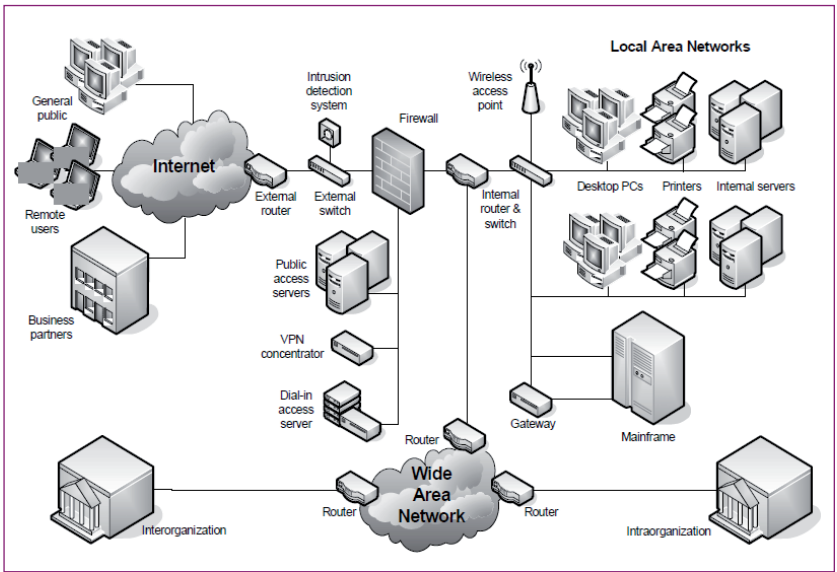 Local Area Networks
General
public
Intrusion
detection
system
Wireless
access
point
Firewall
Internet
External
router
External
switch
Internal
router &
switch
Desktop PCs
Printers
Internal servers
Remote
users
Public
access
servers
Business
partners
VPN
concentrator
Dial-in
access
server
Gateway
Mainframe
Router
Wide
Area
Network
Router
Router
Interorganization
Intraorganization